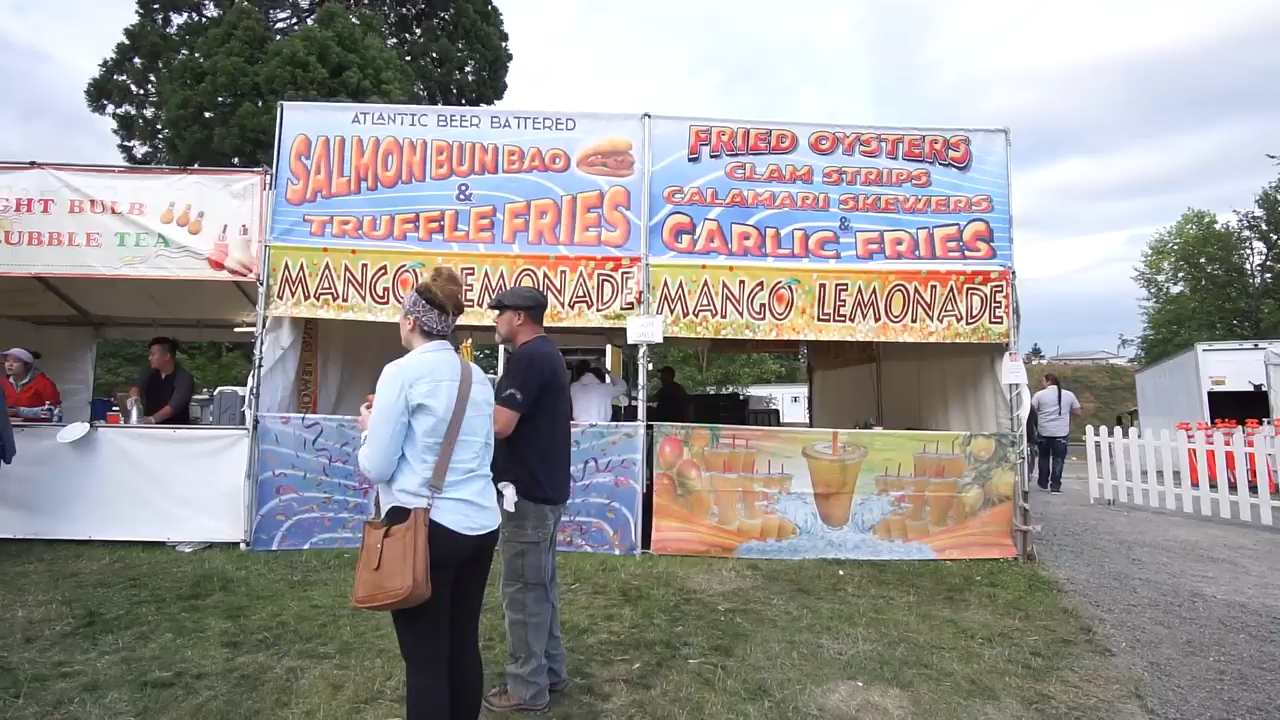 GHT BULB
UBBLE TEA
ATLANTIC BEER BATTERED
SALMON BUN BAO
&
TRUFFLE FRIES
MANGO LEMONADE
FRIED OYSTERS
CLAM STRIPS
CALAMARI SKEWERS
&
GARLIC FRIES
MANGO LEMONADE